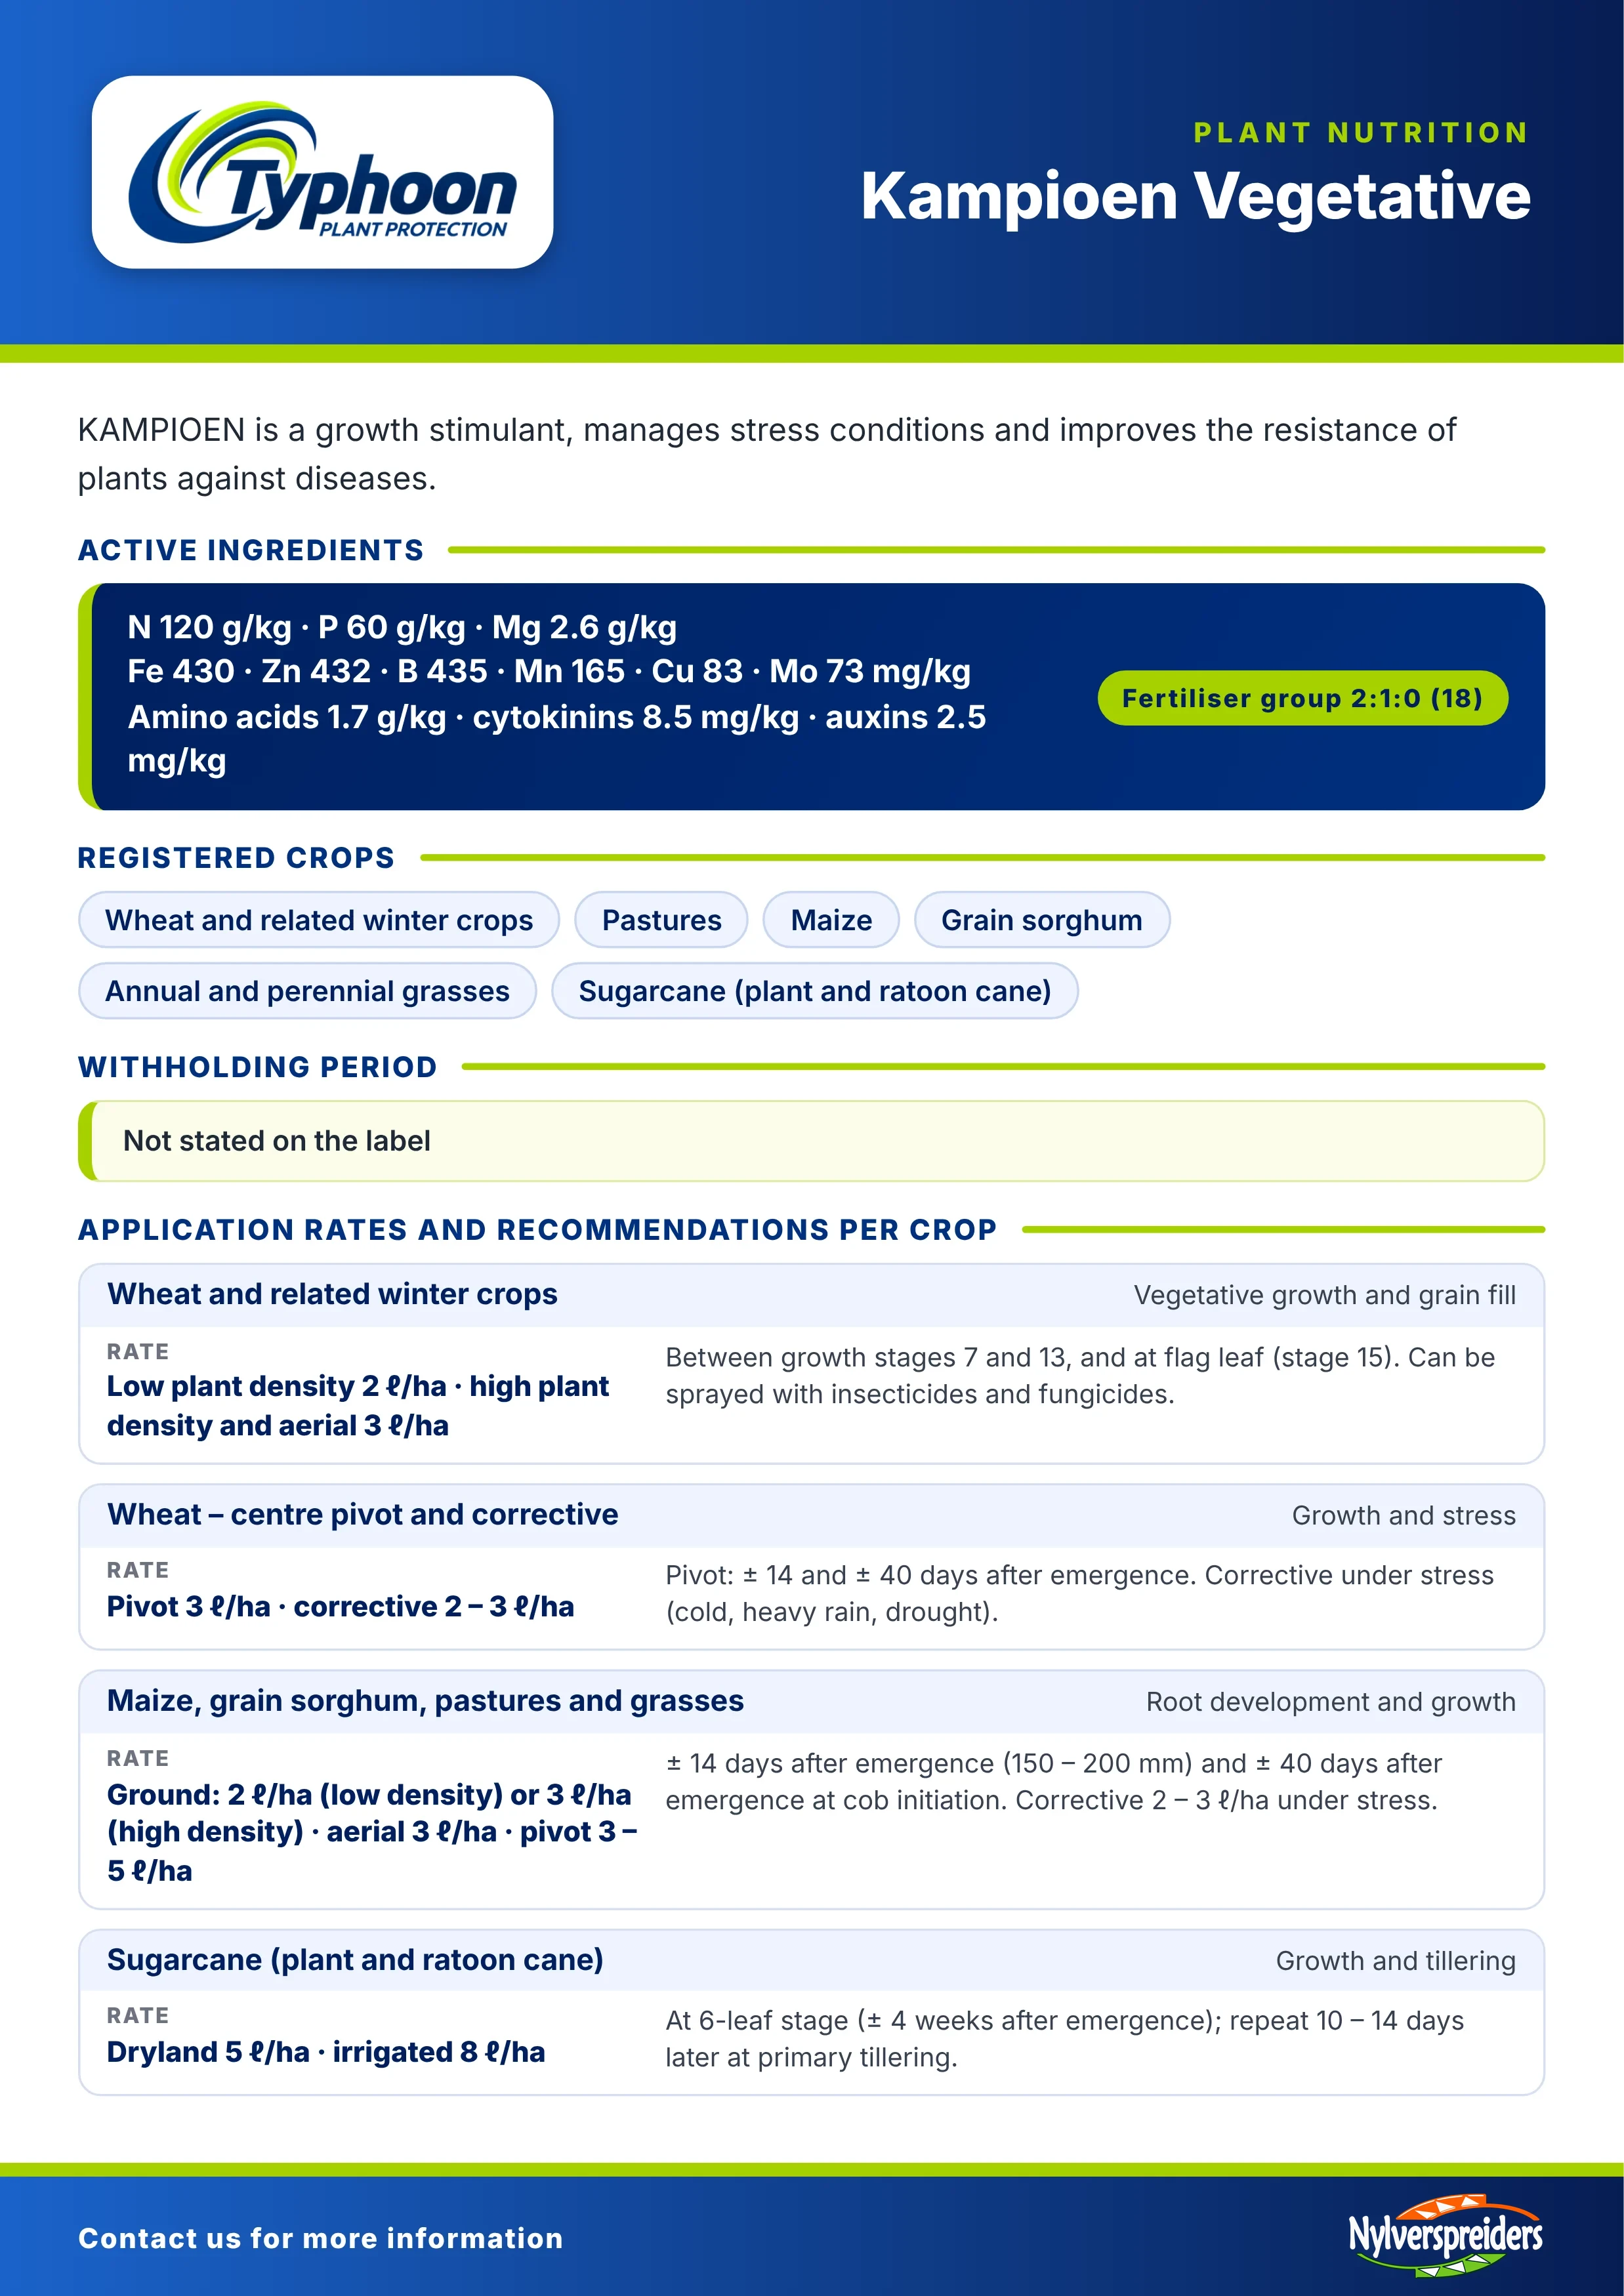 Typhoon
PLANT PROTECTION
PLANT NUTRITION
Kampioen Vegetative
KAMPIOEN is a growth stimulant, manages stress conditions and improves the resistance of
plants against diseases.
ACTIVE INGREDIENTS
N 120 g/kg · P 60 g/kg · Mg 2.6 g/kg
Fe 430 · Zn 432 · B 435 · Mn 165 · Cu 83 · Mo 73 mg/kg
Amino acids 1.7 g/kg · cytokinins 8.5 mg/kg · auxins 2.5
mg/kg
Fertiliser group 2:1:0 (18)
REGISTERED CROPS
Wheat and related winter crops Pastures Maize Grain sorghum
Annual and perennial grasses Sugarcane (plant and ratoon cane)
WITHHOLDING PERIOD
Not stated on the label
APPLICATION RATES AND RECOMMENDATIONS PER CROP
Wheat and related winter crops Vegetative growth and grain fill
RATE
Low plant density 2 ℓ/ha · high plant
density and aerial 3 ℓ/ha
Between growth stages 7 and 13, and at flag leaf (stage 15). Can be
sprayed with insecticides and fungicides.
Wheat – centre pivot and corrective Growth and stress
RATE
Pivot 3 ℓ/ha · corrective 2 – 3 ℓ/ha
Pivot: ± 14 and ± 40 days after emergence. Corrective under stress
(cold, heavy rain, drought).
Maize, grain sorghum, pastures and grasses Root development and growth
RATE
Ground: 2 ℓ/ha (low density) or 3 ℓ/ha
(high density) · aerial 3 ℓ/ha · pivot 3 –
5 ℓ/ha
± 14 days after emergence (150 – 200 mm) and ± 40 days after
emergence at cob initiation. Corrective 2 – 3 ℓ/ha under stress.
Sugarcane (plant and ratoon cane) Growth and tillering
RATE
Dryland 5 ℓ/ha · irrigated 8 ℓ/ha
At 6-leaf stage (± 4 weeks after emergence); repeat 10 – 14 days
later at primary tillering.
Contact us for more information
Nylverspreiders